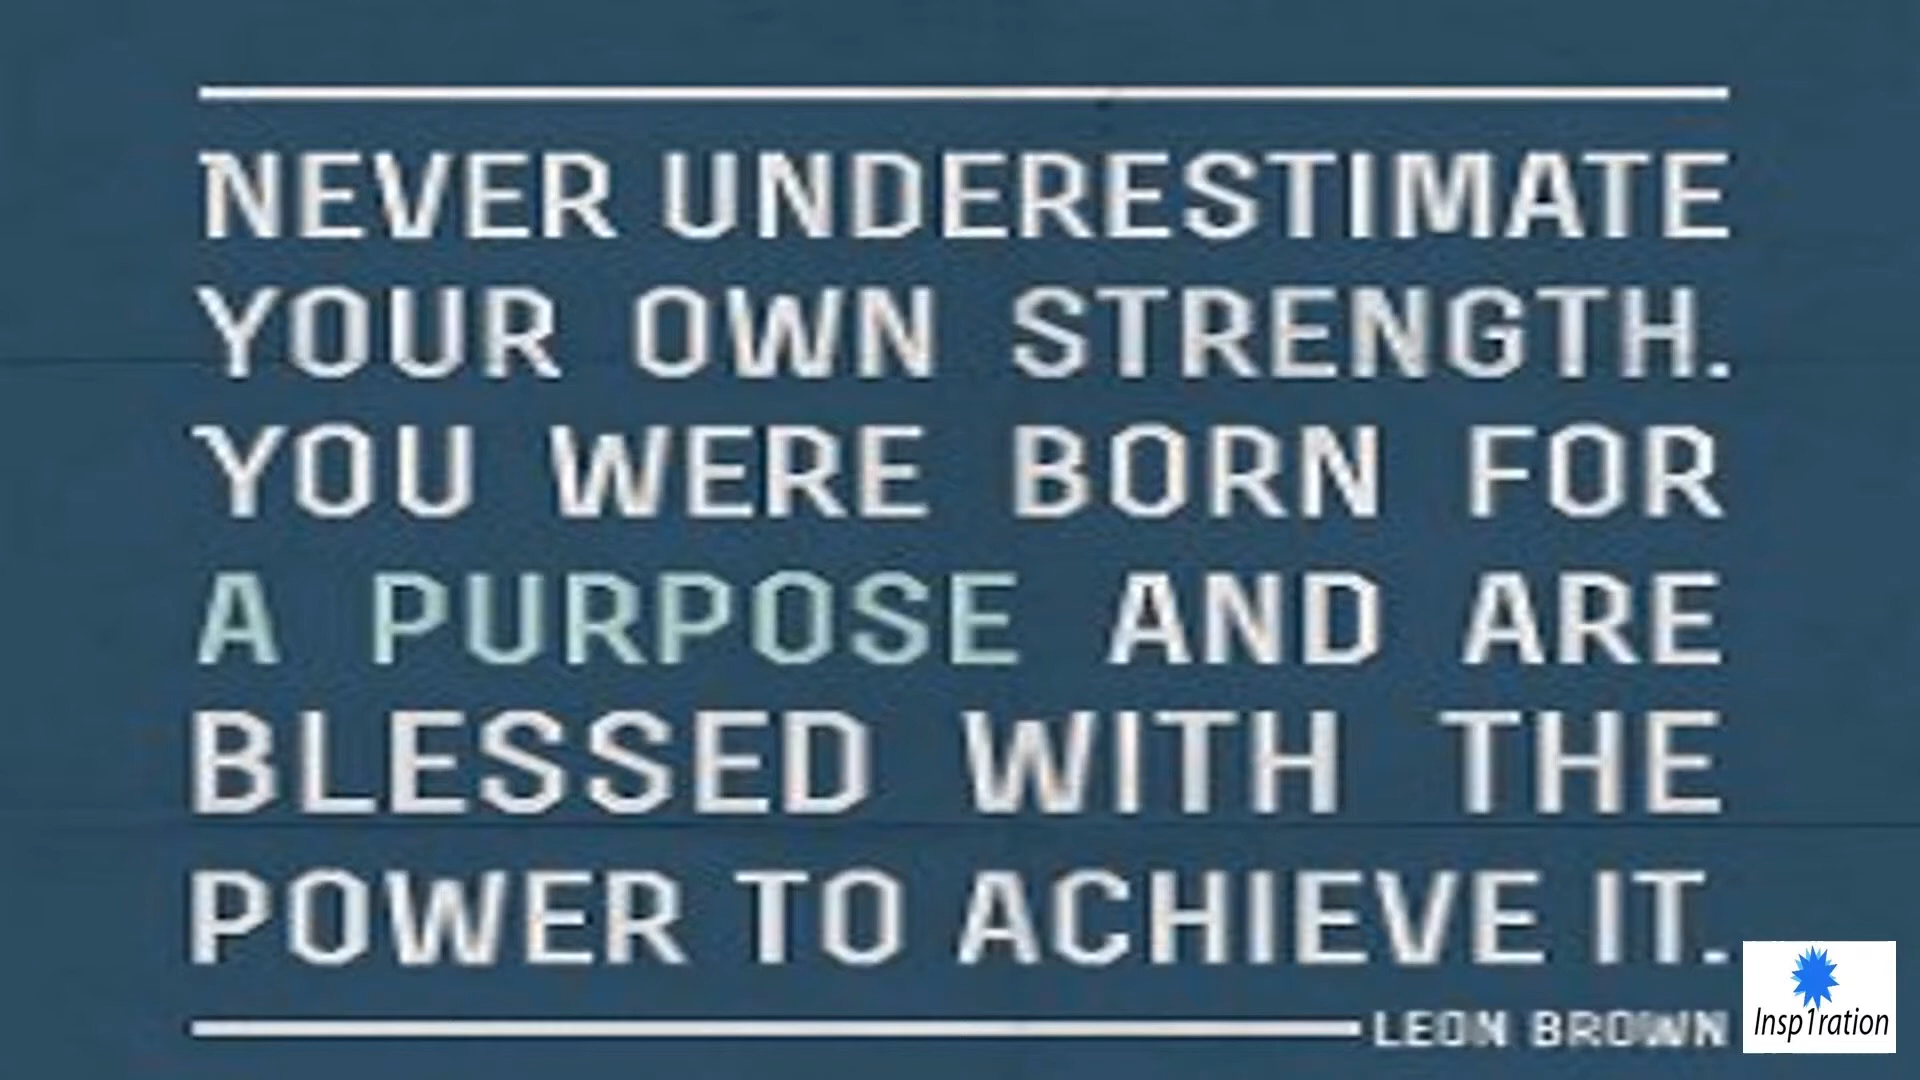 NEVER UNDERESTIMATE
YOUR OWN STRENGTH.
YOU WERE BORN FOR
A PURPOSE AND ARE
BLESSED WITH THE
POWER TO ACHIEVE IT.
LEON BROWN
Insp1ration